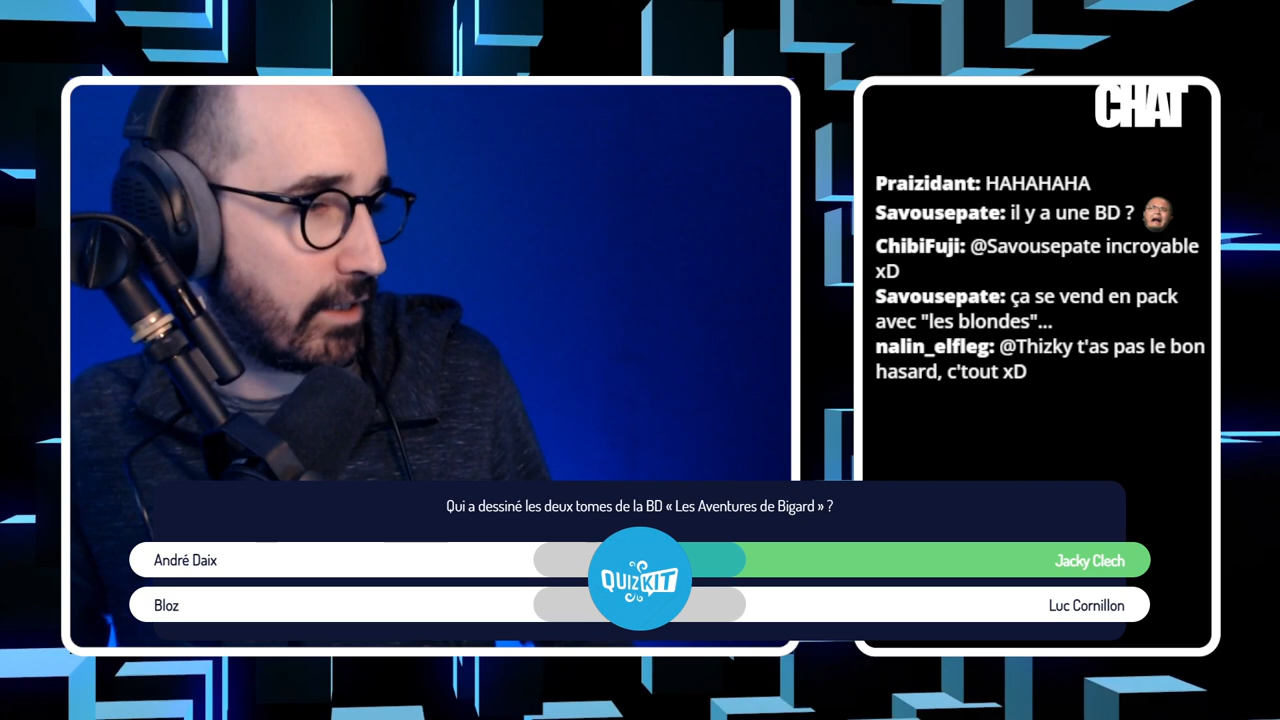 CHAT
Praizidant: HAHAHAHA
Savousepate: il y a une BD ?
ChibiFuji: @Savousepate incroyable
xD
Savousepate: ça se vend en pack
avec "les blondes"...
nalin_elfleg: @Thizky t'as pas le bon
hasard, c'tout xD
Qui a dessiné les deux tomes de la BD « Les Aventures de Bigard » ?
André Daix
Jacky Clech
QUIZKIT
Bloz
Luc Cornillon